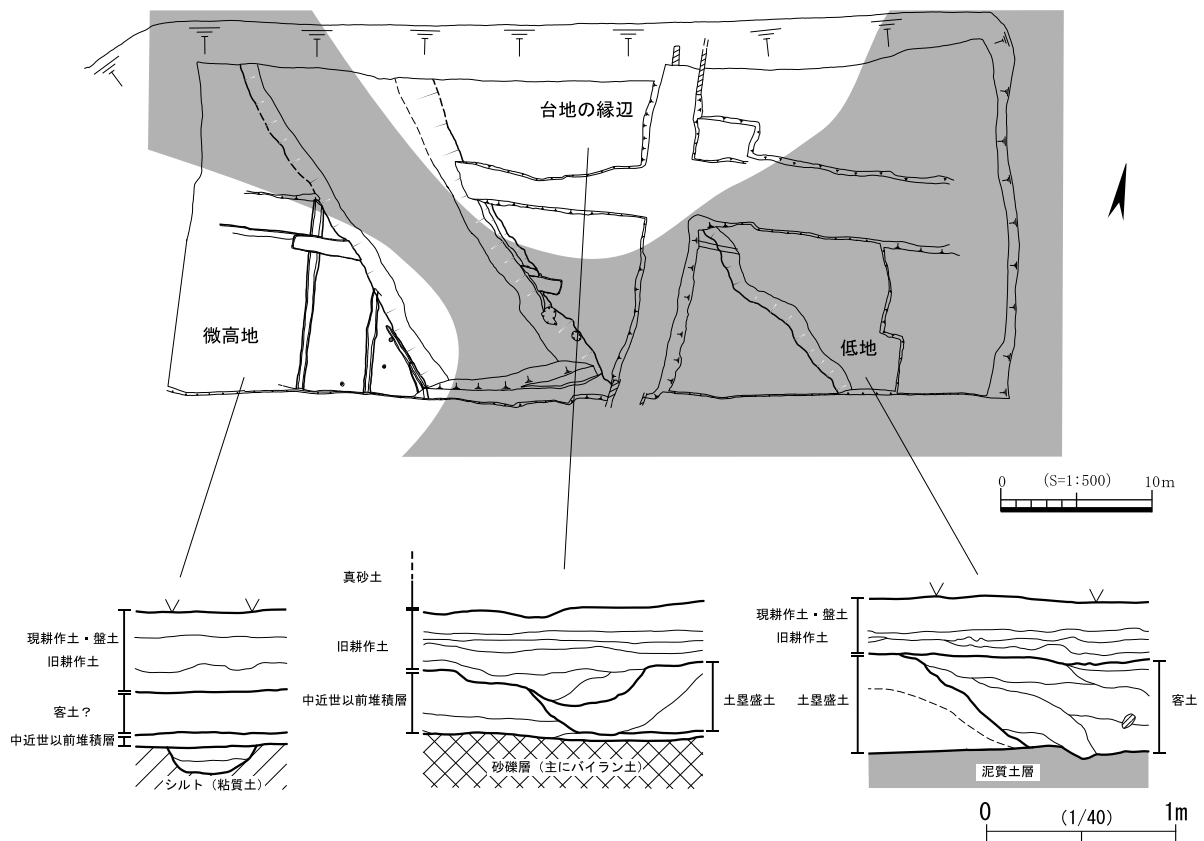 台地の縁辺
微高地
低地
0 (S=1:500) 10m
現耕作土・盤土
旧耕作土
客土？
中近世以前堆積層
シルト（粘質土）
真砂土
旧耕作土
中近世以前堆積層
土塁盛土
砂礫層（主にバイラン土）
現耕作土・盤土
旧耕作土
土塁盛土
客土
泥質土層
0 (1/40) 1m